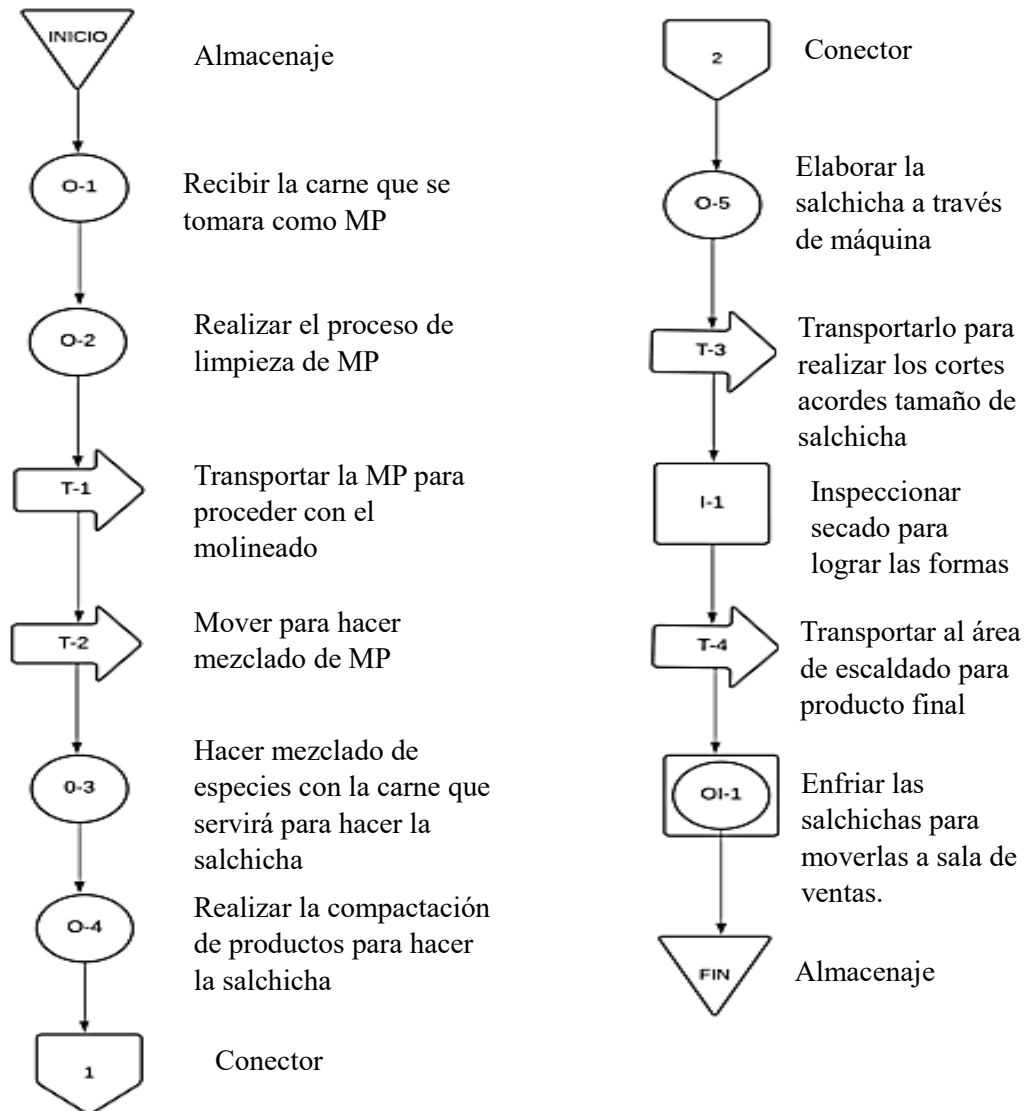 INICIO
Almacenaje
O-1
Recibir la carne que se
tomara como MP
O-2
Realizar el proceso de
limpieza de MP
T-1
Transportar la MP para
proceder con el
molineado
T-2
Mover para hacer
mezclado de MP
0-3
Hacer mezclado de
especies con la carne que
servirá para hacer la
salchicha
O-4
Realizar la compactación
de productos para hacer
la salchicha
1
Conector
2
Conector
O-5
Elaborar la
salchicha a través
de máquina
T-3
Transportarlo para
realizar los cortes
acordes tamaño de
salchicha
I-1
Inspeccionar
secado para
lograr las formas
T-4
Transportar al área
de escaldado para
producto final
OI-1
Enfriar las
salchichas para
moverlas a sala de
ventas.
FIN
Almacenaje